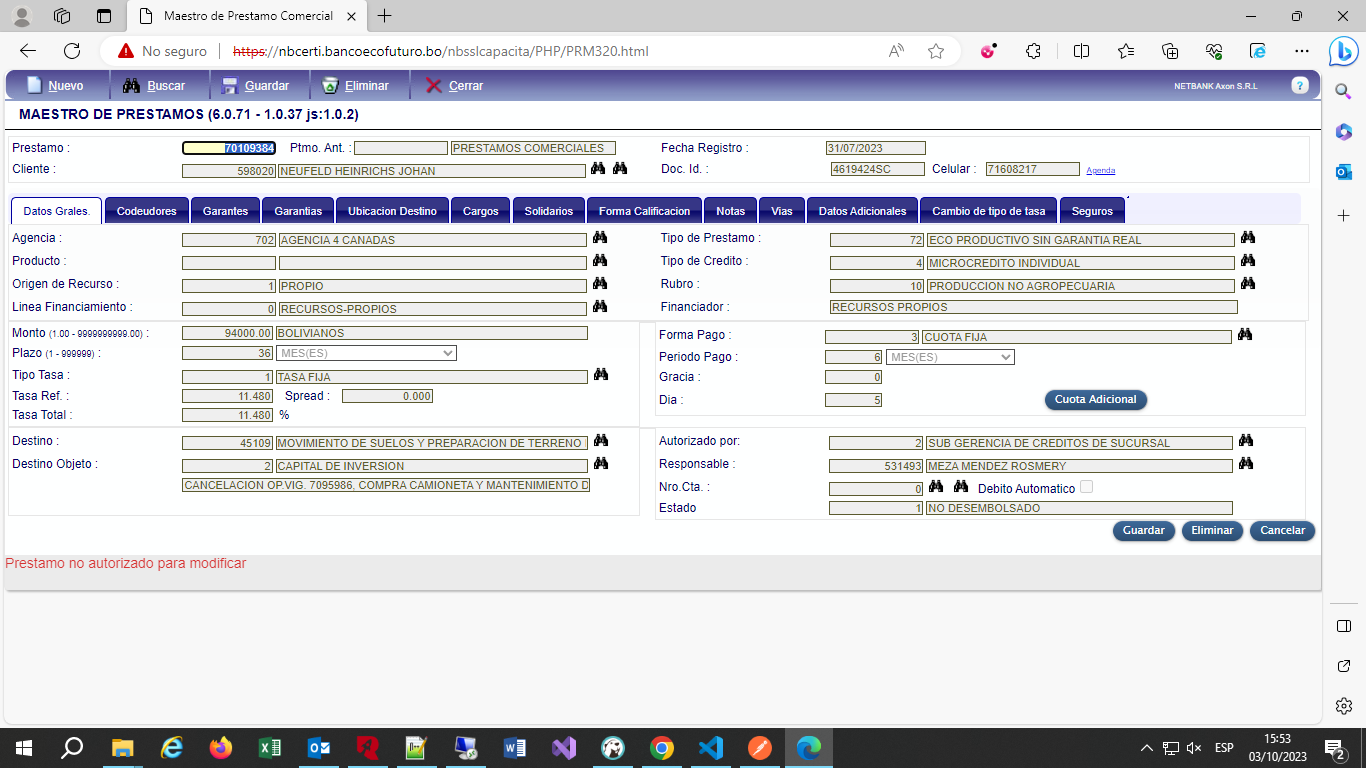 Maestro de Prestamo Comercial
No seguro https://nbcerti.bancoecofuturo.bo/nbsslcapacita/PHP/PRM320.html
Nuevo Buscar Guardar Eliminar Cerrar NETBANK Axon S.R.L ?
MAESTRO DE PRESTAMOS (6.0.71 - 1.0.37 js:1.0.2)
Prestamo : 70109384 Ptmo. Ant. : PRESTAMOS COMERCIALES Fecha Registro : 31/07/2023
Cliente : 598020 NEUFELD HEINRICHS JOHAN Doc. Id. : 4619424SC Celular : 71608217 Agenda
Datos Grales. Codeudores Garantes Garantias Ubicacion Destino Cargos Solidarios Forma Calificacion Notas Vias Datos Adicionales Cambio de tipo de tasa Seguros
Agencia : 702 AGENCIA 4 CANADAS Tipo de Prestamo : 72 ECO PRODUCTIVO SIN GARANTIA REAL
Producto : Tipo de Credito : 4 MICROCREDITO INDIVIDUAL
Origen de Recurso : 1 PROPIO Rubro : 10 PRODUCCION NO AGROPECUARIA
Linea Financiamiento : 0 RECURSOS-PROPIOS Financiador : RECURSOS PROPIOS
Monto (1.00 - 9999999999.00) : 94000.00 BOLIVIANOS Forma Pago : 3 CUOTA FIJA
Plazo (1 - 999999) : 36 MES(ES) Periodo Pago : 6 MES(ES)
Tipo Tasa : 1 TASA FIJA Gracia : 0
Tasa Ref. : 11.480 Spread : 0.000 Dia : 5 Cuota Adicional
Tasa Total : 11.480 %
Destino : 45109 MOVIMIENTO DE SUELOS Y PREPARACION DE TERRENO Autorizado por: 2 SUB GERENCIA DE CREDITOS DE SUCURSAL
Destino Objeto : 2 CAPITAL DE INVERSION Responsable : 531493 MEZA MENDEZ ROSMERY
CANCELACION OP.VIG. 7095986, COMPRA CAMIONETA Y MANTENIMIENTO D Nro.Cta. : 0 Debito Automatico
Estado 1 NO DESEMBOLSADO
Guardar Eliminar Cancelar
Prestamo no autorizado para modificar
ESP 15:53
03/10/2023 2